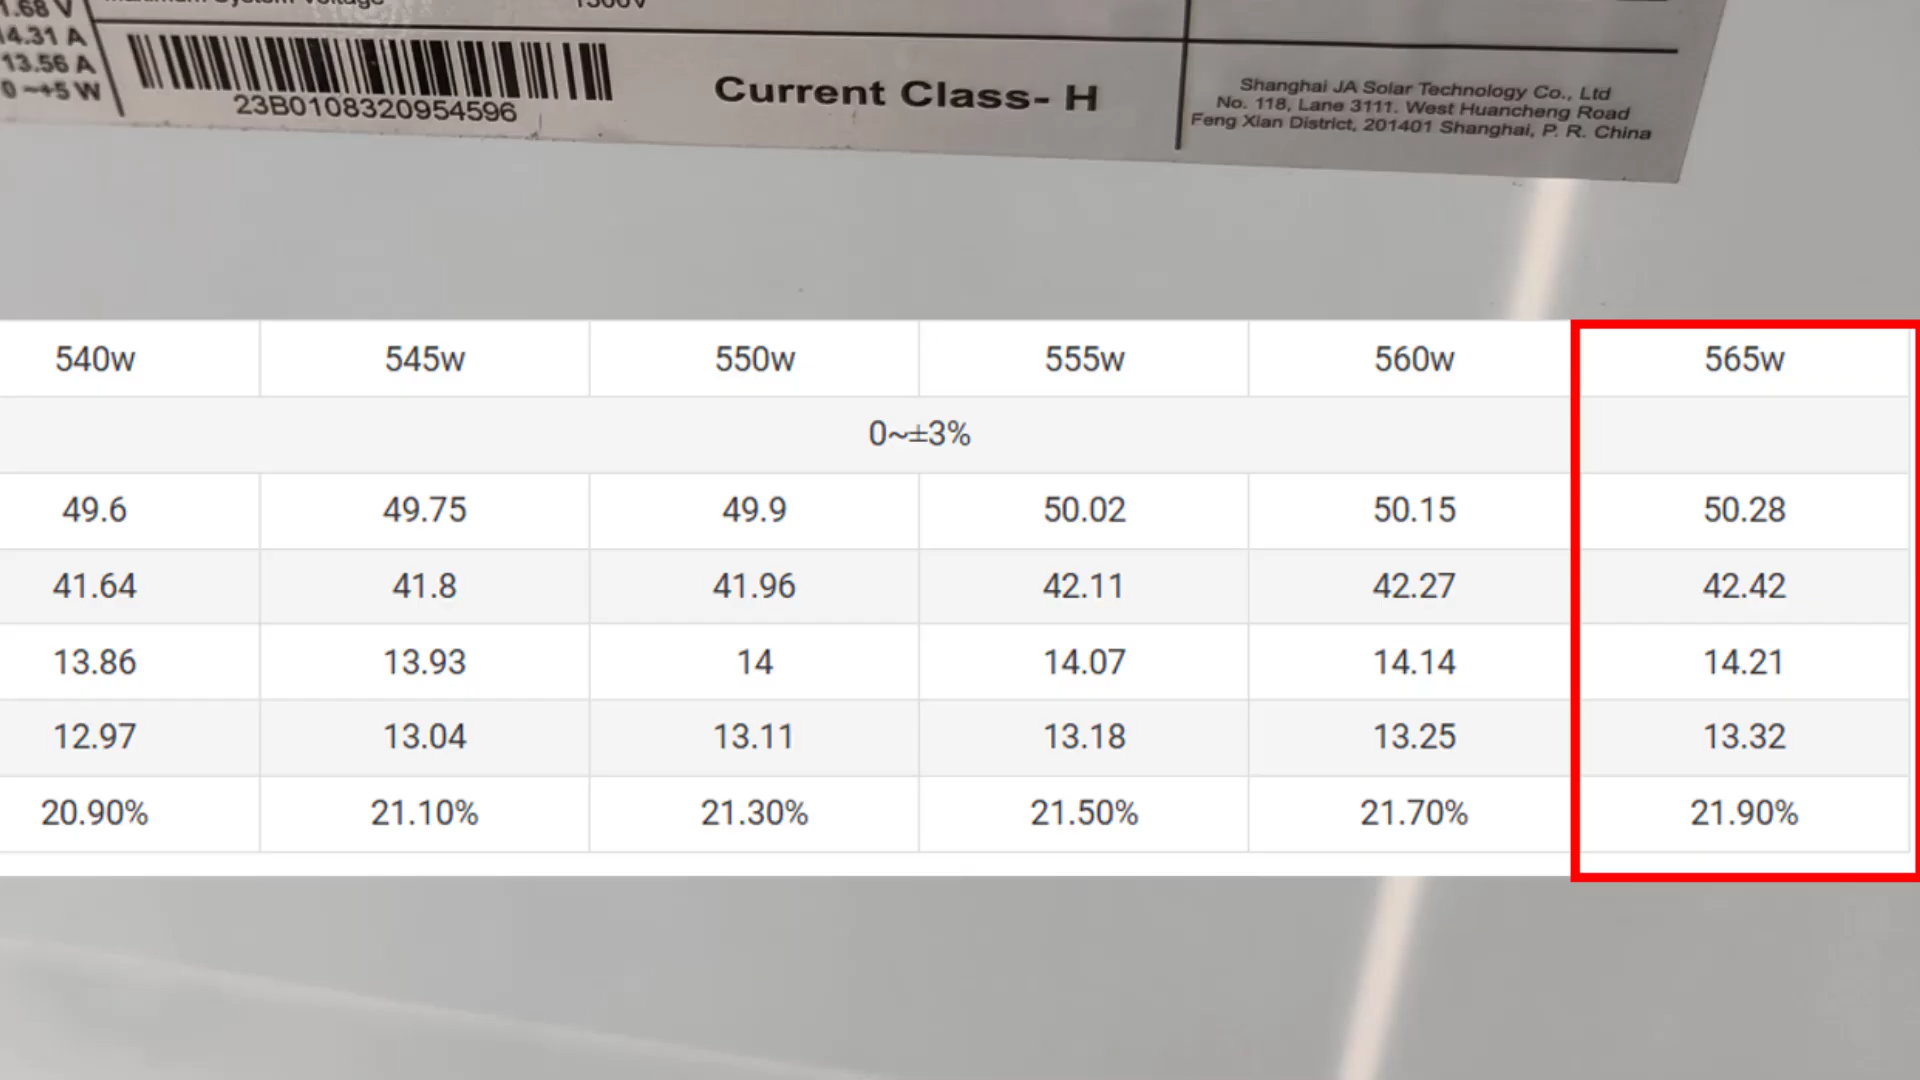 1.68 V
14.31 A
13.56 A
0 ~+5 W
Maximum System Voltage 1500V
23B0108320954596
Current Class- H
Shanghai JA Solar Technology Co., Ltd
No. 118, Lane 3111. West Huancheng Road
Feng Xian District, 201401 Shanghai, P. R. China
540w 545w 550w 555w 560w 565w
0~±3%
49.6 49.75 49.9 50.02 50.15 50.28
41.64 41.8 41.96 42.11 42.27 42.42
13.86 13.93 14 14.07 14.14 14.21
12.97 13.04 13.11 13.18 13.25 13.32
20.90% 21.10% 21.30% 21.50% 21.70% 21.90%